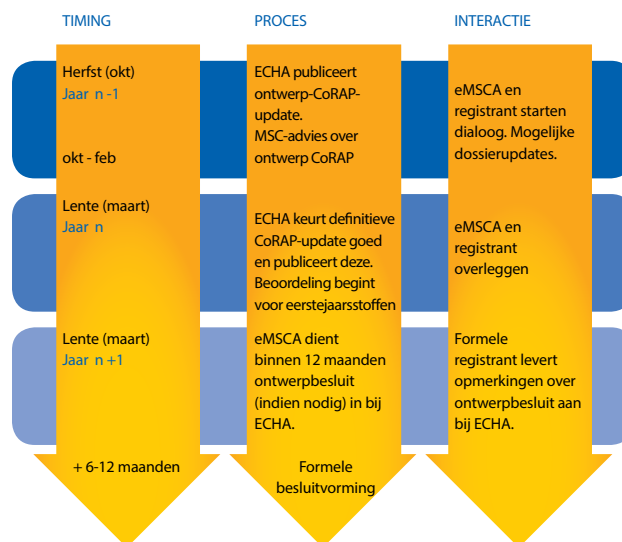 TIMING
PROCES
INTERACTIE
Herfst (okt)
Jaar n -1
okt - feb
ECHA publiceert
ontwerp-CoRAP-
update.
MSC-advies over
ontwerp CoRAP
eMSCA en
registrant starten
dialoog. Mogelijke
dossierupdates.
Lente (maart)
Jaar n
ECHA keurt definitieve
CoRAP-update goed
en publiceert deze.
Beoordeling begint
voor eerstejaarsstoffen
eMSCA en
registrant
overleggen
Lente (maart)
Jaar n +1
eMSCA dient
binnen 12 maanden
ontwerpbesluit
(indien nodig) in bij
ECHA.
Formele
registrant levert
opmerkingen over
ontwerpbesluit aan
bij ECHA.
+ 6-12 maanden
Formele
besluitvorming